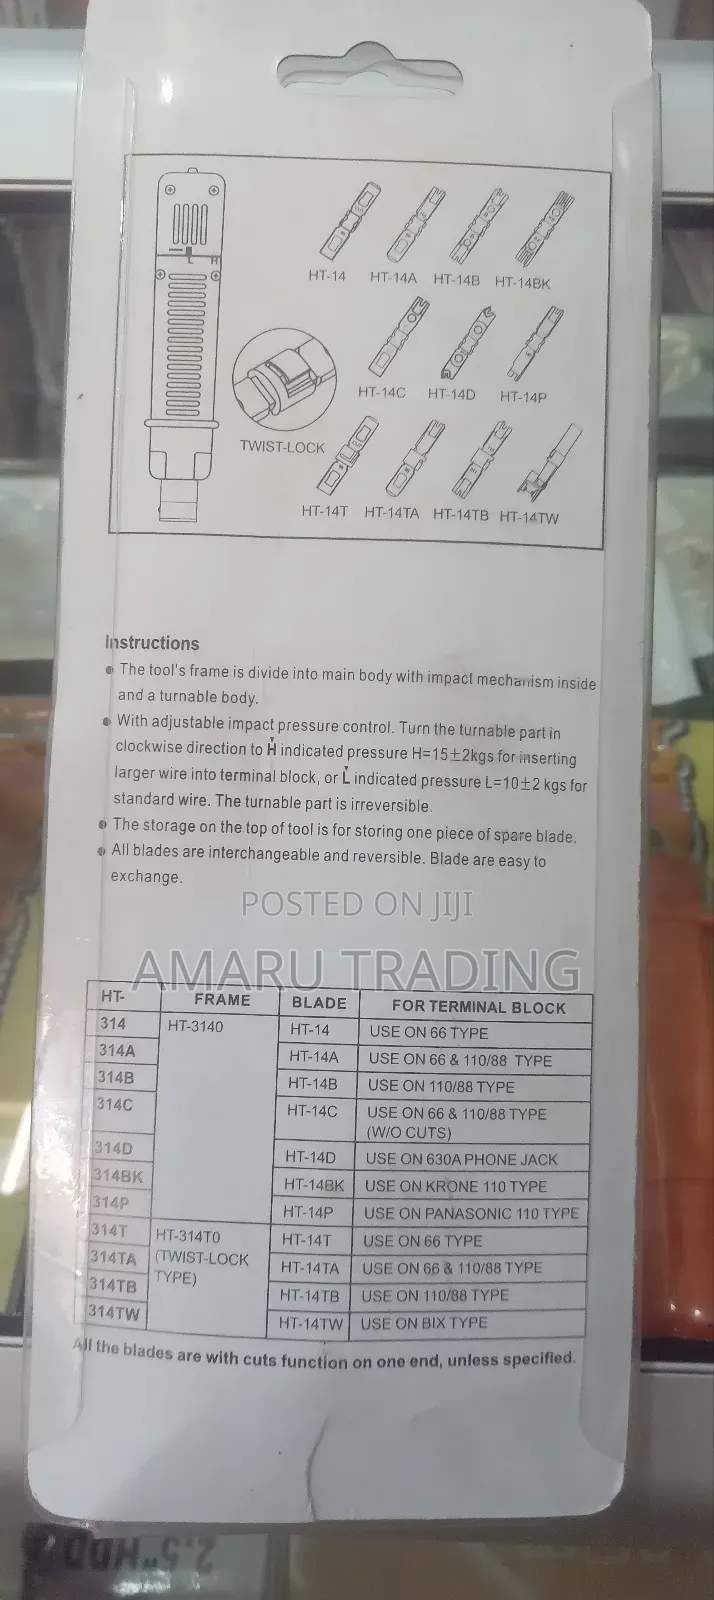 L H
HT-14 HT-14A HT-14B HT-14BK
HT-14C HT-14D HT-14P
TWIST-LOCK
HT-14T HT-14TA HT-14TB HT-14TW
Instructions
● The tool's frame is divide into main body with impact mechanism inside
and a turnable body.
● With adjustable impact pressure control. Turn the turnable part in
clockwise direction to H indicated pressure H=15±2kgs for inserting
larger wire into terminal block, or L indicated pressure L=10±2 kgs for
standard wire. The turnable part is irreversible.
● The storage on the top of tool is for storing one piece of spare blade.
● All blades are interchangeable and reversible. Blade are easy to
exchange.
POSTED ON JIJI
AMARU TRADING
HT- FRAME BLADE FOR TERMINAL BLOCK
314 HT-3140 HT-14 USE ON 66 TYPE
314A HT-14A USE ON 66 & 110/88 TYPE
314B HT-14B USE ON 110/88 TYPE
314C HT-14C USE ON 66 & 110/88 TYPE
(W/O CUTS)
314D HT-14D USE ON 630A PHONE JACK
314BK HT-14BK USE ON KRONE 110 TYPE
314P HT-14P USE ON PANASONIC 110 TYPE
314T HT-314T0 HT-14T USE ON 66 TYPE
314TA (TWIST-LOCK HT-14TA USE ON 66 & 110/88 TYPE
314TB TYPE) HT-14TB USE ON 110/88 TYPE
314TW HT-14TW USE ON BIX TYPE
All the blades are with cuts function on one end, unless specified.
2.5" HDD